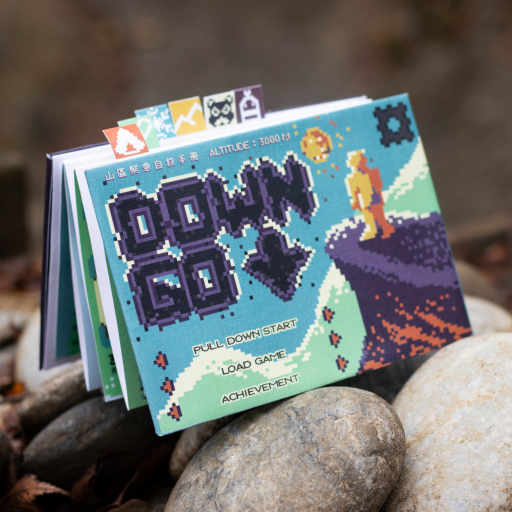 山區緊急自救手冊 ALTITUDE : 3000 M
DOWN
GO
PULL DOWN START
LOAD GAME
ACHIEVEMENT